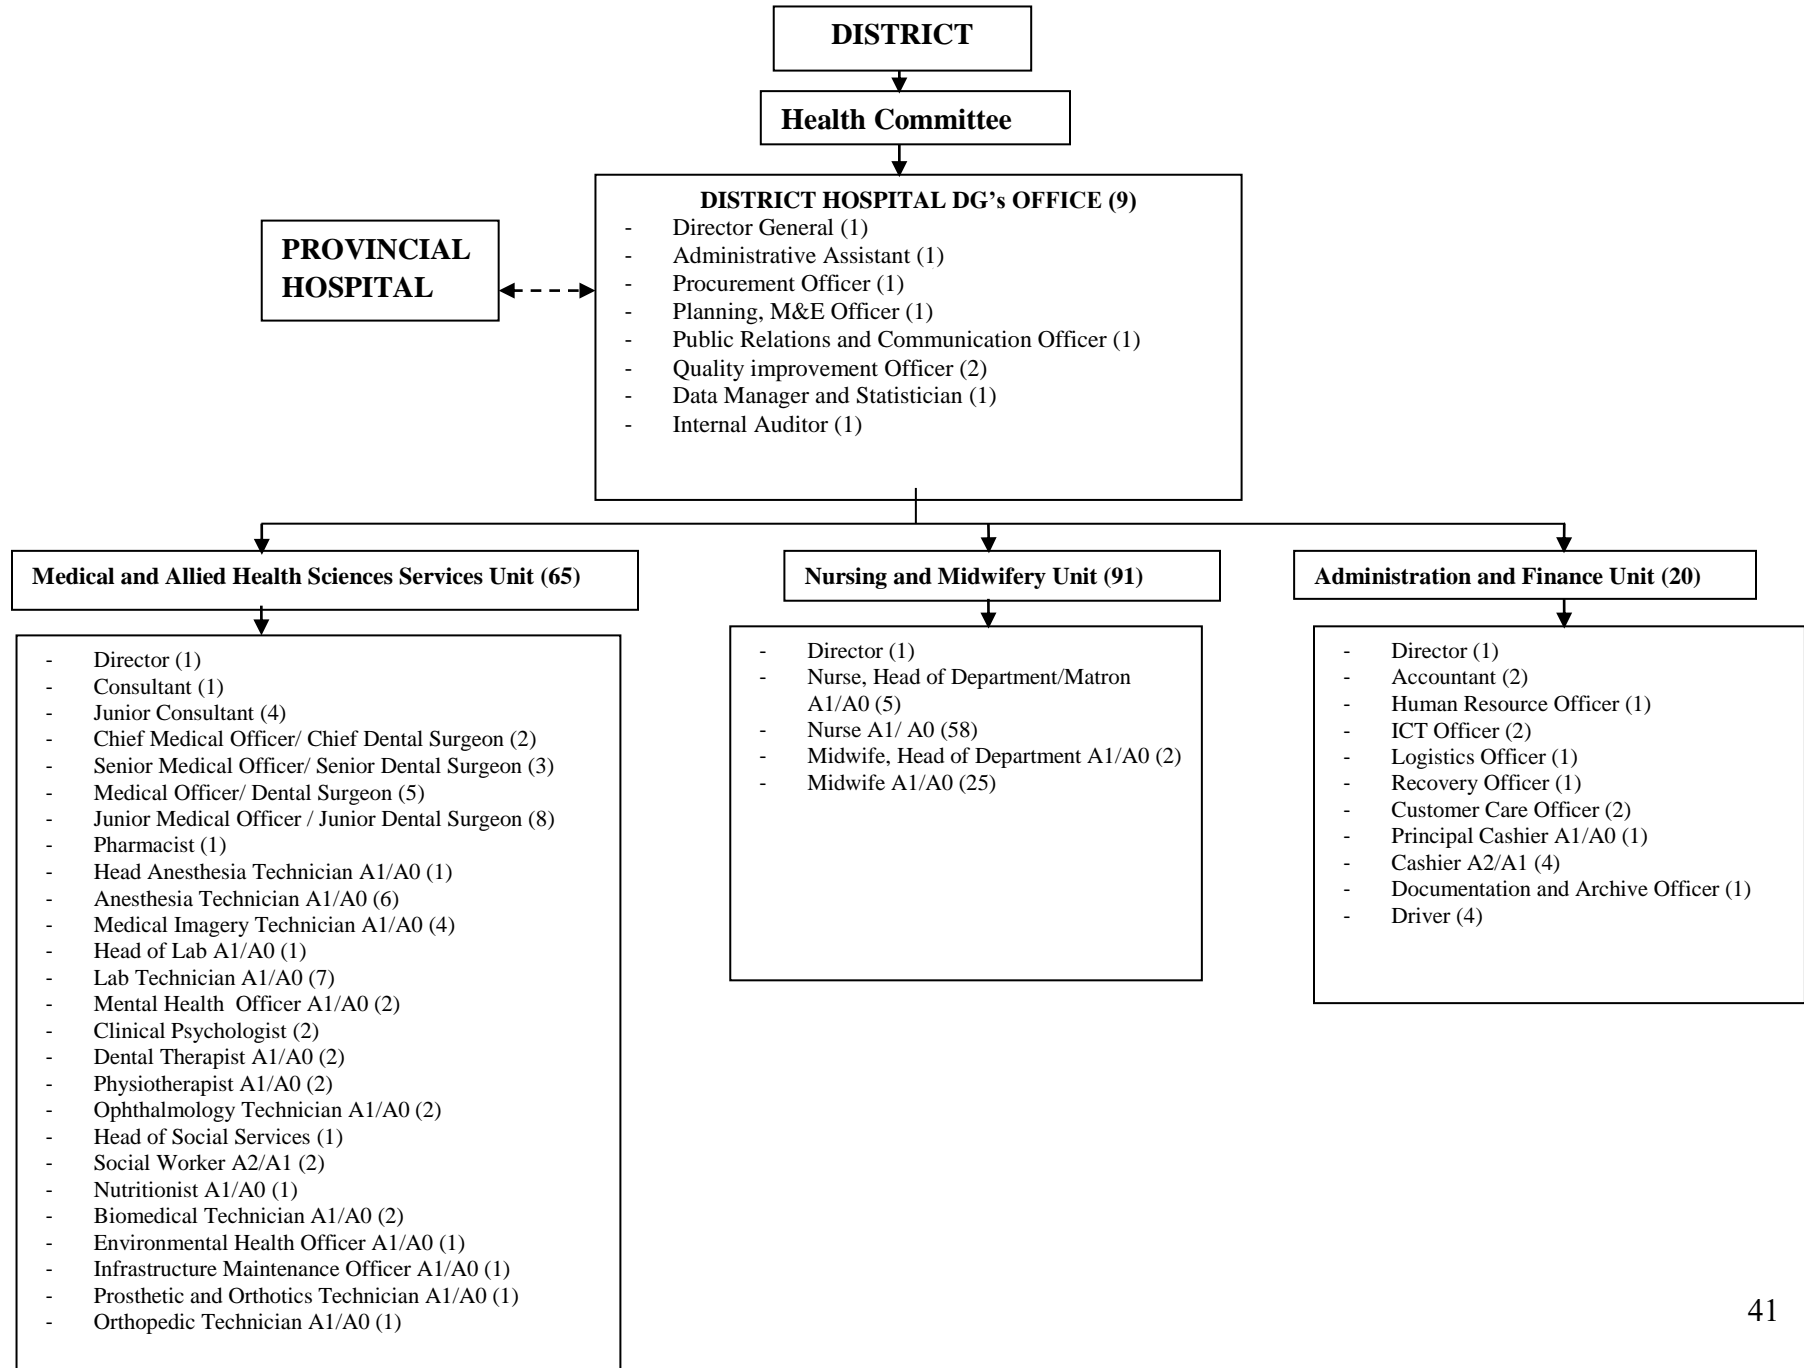 DISTRICT
Health Committee
DISTRICT HOSPITAL DG’s OFFICE (9)
- Director General (1)
- Administrative Assistant (1)
- Procurement Officer (1)
- Planning, M&E Officer (1)
- Public Relations and Communication Officer (1)
- Quality improvement Officer (2)
- Data Manager and Statistician (1)
- Internal Auditor (1)
PROVINCIAL
HOSPITAL
Medical and Allied Health Sciences Services Unit (65)
- Director (1)
- Consultant (1)
- Junior Consultant (4)
- Chief Medical Officer/ Chief Dental Surgeon (2)
- Senior Medical Officer/ Senior Dental Surgeon (3)
- Medical Officer/ Dental Surgeon (5)
- Junior Medical Officer / Junior Dental Surgeon (8)
- Pharmacist (1)
- Head Anesthesia Technician A1/A0 (1)
- Anesthesia Technician A1/A0 (6)
- Medical Imagery Technician A1/A0 (4)
- Head of Lab A1/A0 (1)
- Lab Technician A1/A0 (7)
- Mental Health Officer A1/A0 (2)
- Clinical Psychologist (2)
- Dental Therapist A1/A0 (2)
- Physiotherapist A1/A0 (2)
- Ophthalmology Technician A1/A0 (2)
- Head of Social Services (1)
- Social Worker A2/A1 (2)
- Nutritionist A1/A0 (1)
- Biomedical Technician A1/A0 (2)
- Environmental Health Officer A1/A0 (1)
- Infrastructure Maintenance Officer A1/A0 (1)
- Prosthetic and Orthotics Technician A1/A0 (1)
- Orthopedic Technician A1/A0 (1)
Nursing and Midwifery Unit (91)
- Director (1)
- Nurse, Head of Department/Matron
A1/A0 (5)
- Nurse A1/ A0 (58)
- Midwife, Head of Department A1/A0 (2)
- Midwife A1/A0 (25)
Administration and Finance Unit (20)
- Director (1)
- Accountant (2)
- Human Resource Officer (1)
- ICT Officer (2)
- Logistics Officer (1)
- Recovery Officer (1)
- Customer Care Officer (2)
- Principal Cashier A1/A0 (1)
- Cashier A2/A1 (4)
- Documentation and Archive Officer (1)
- Driver (4)
41